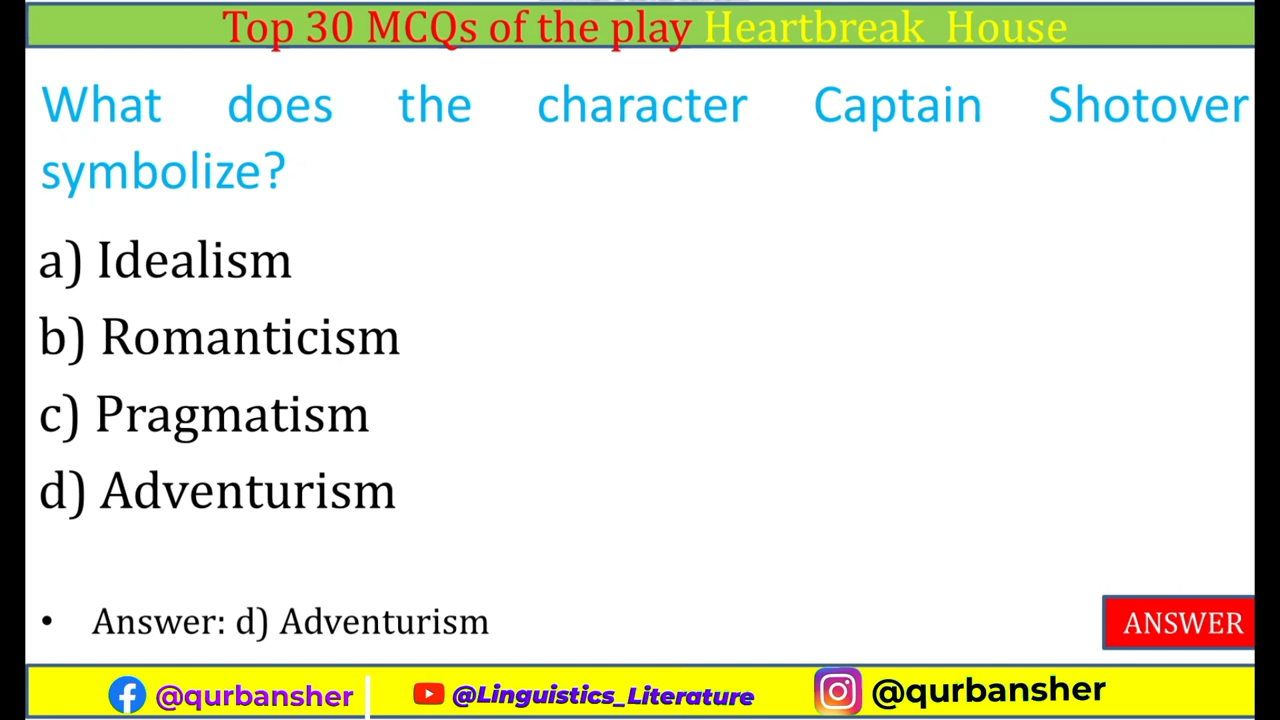 Top 30 MCQs of the play Heartbreak House
What does the character Captain Shotover
symbolize?
a) Idealism
b) Romanticism
c) Pragmatism
d) Adventurism
• Answer: d) Adventurism
ANSWER
@qurbansher @Linguistics_Literature @qurbansher